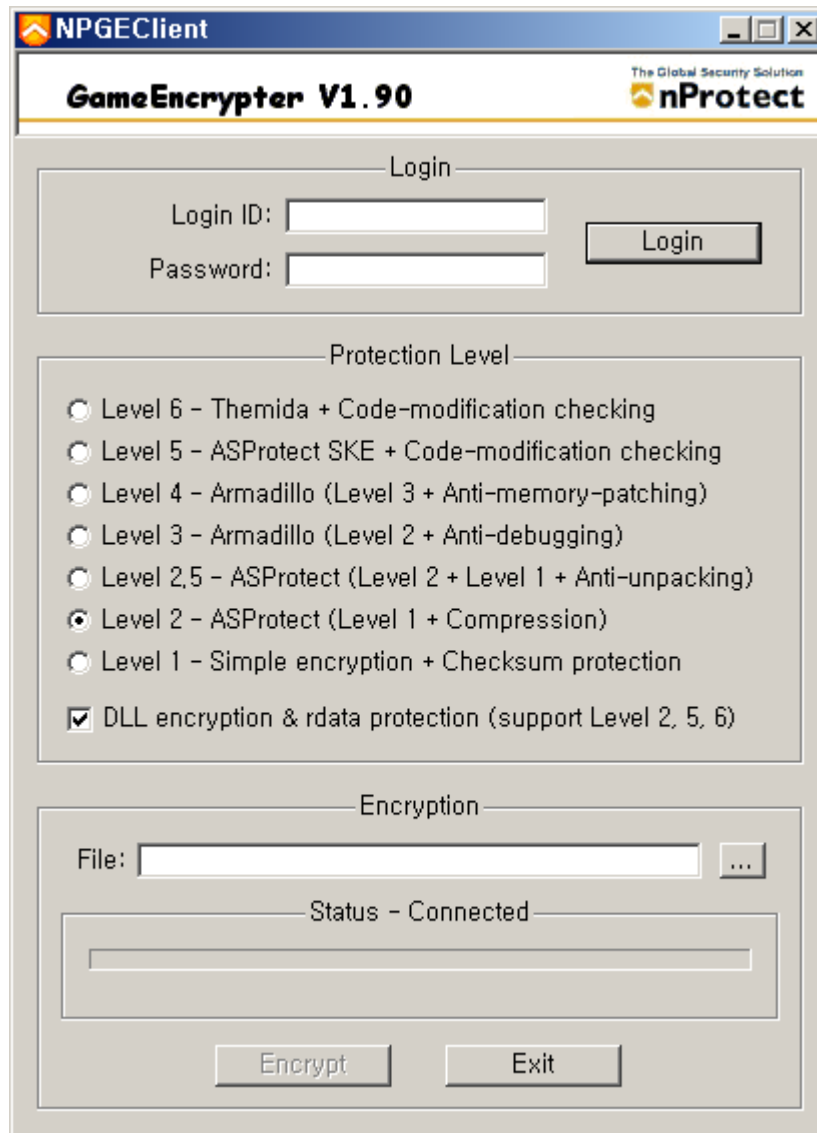 NPGEClient
The Global Security Solution
GameEncrypter V1.90
nProtect
Login
Login ID:
Login
Password:
Protection Level
Level 6 - Themida + Code-modification checking
Level 5 - ASProtect SKE + Code-modification checking
Level 4 - Armadillo (Level 3 + Anti-memory-patching)
Level 3 - Armadillo (Level 2 + Anti-debugging)
Level 2,5 - ASProtect (Level 2 + Level 1 + Anti-unpacking)
Level 2 - ASProtect (Level 1 + Compression)
Level 1 - Simple encryption + Checksum protection
DLL encryption & rdata protection (support Level 2, 5, 6)
Encryption
File:
...
Status - Connected
Encrypt
Exit